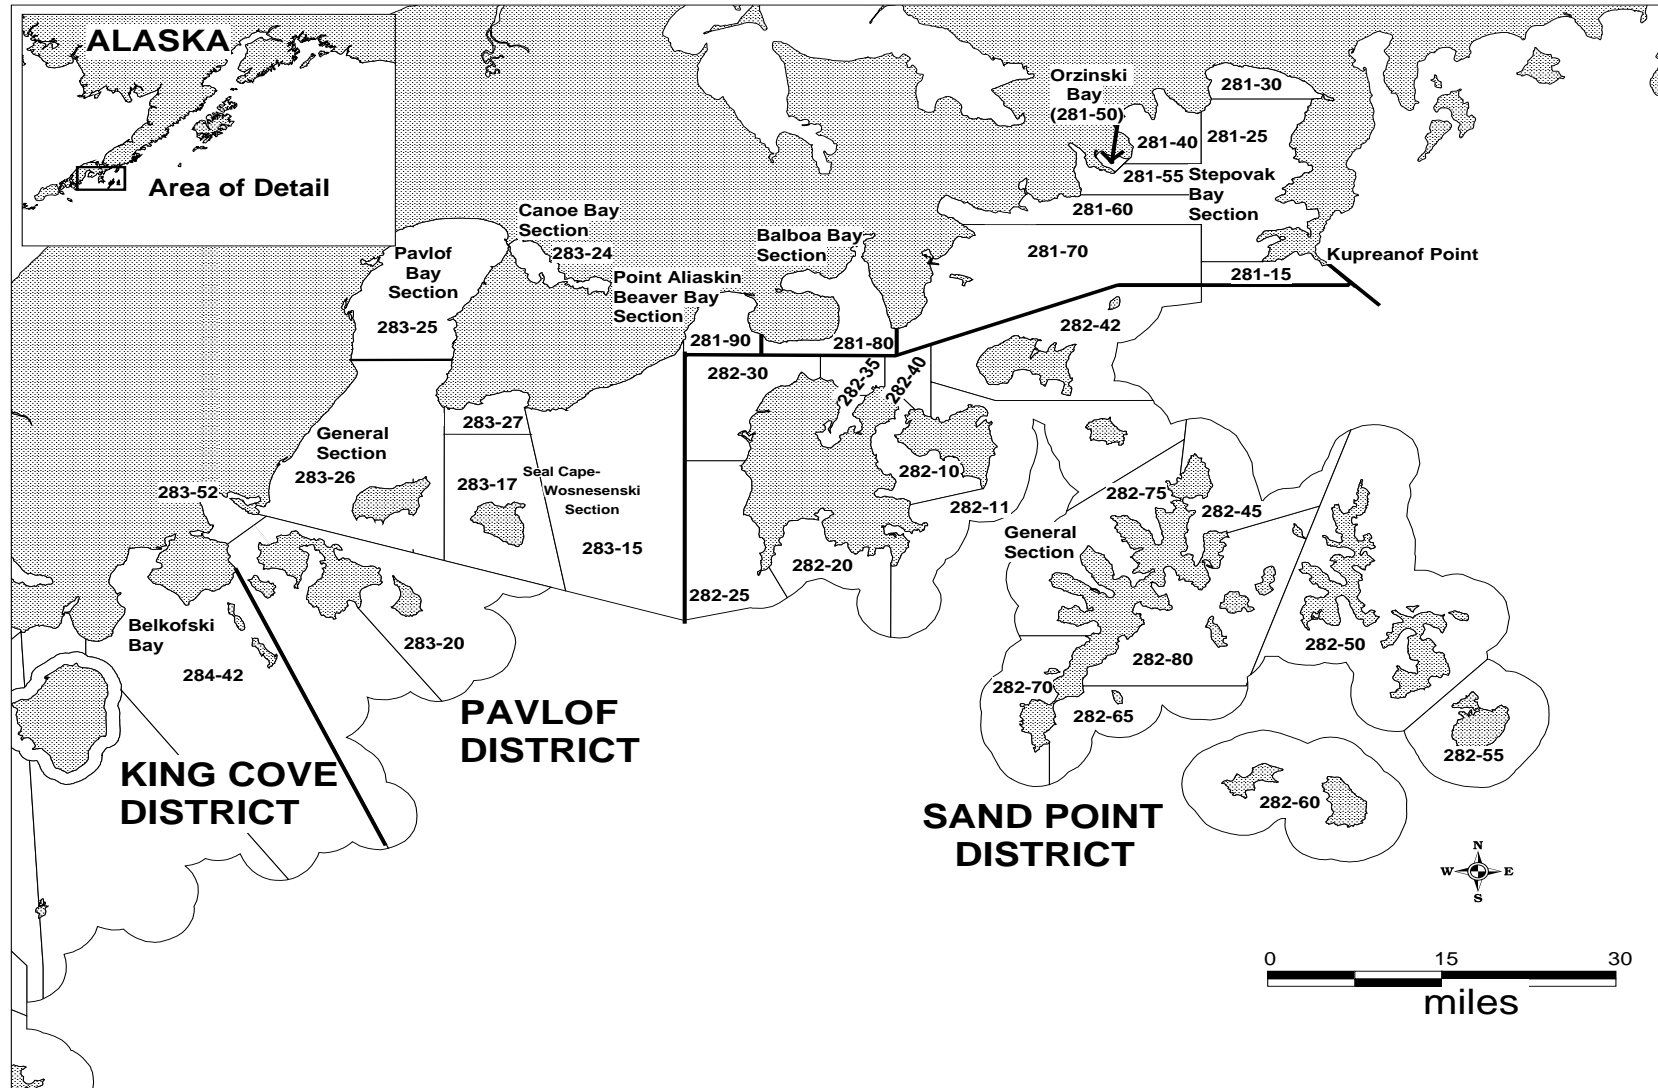 ALASKA
Area of Detail
Orzinski
Bay
(281-50)
281-30
281-40
281-25
281-55
Stepovak
Bay
Section
281-60
Canoe Bay
Section
283-24
Balboa Bay
Section
281-70
Kupreanof Point
281-15
Pavlof
Bay
Section
283-25
Point Aliaskin
Beaver Bay
Section
281-90
281-80
282-42
282-30
282-35
282-40
283-27
General
Section
283-26
283-52
283-17
Seal Cape-
Wosnesenski
Section
283-15
282-10
282-11
282-75
282-45
General
Section
282-20
282-25
Belkofski
Bay
284-42
283-20
282-80
282-50
282-70
282-65
282-55
282-60
PAVLOF
DISTRICT
KING COVE
DISTRICT
SAND POINT
DISTRICT
N
W
E
S
0 15 30
miles